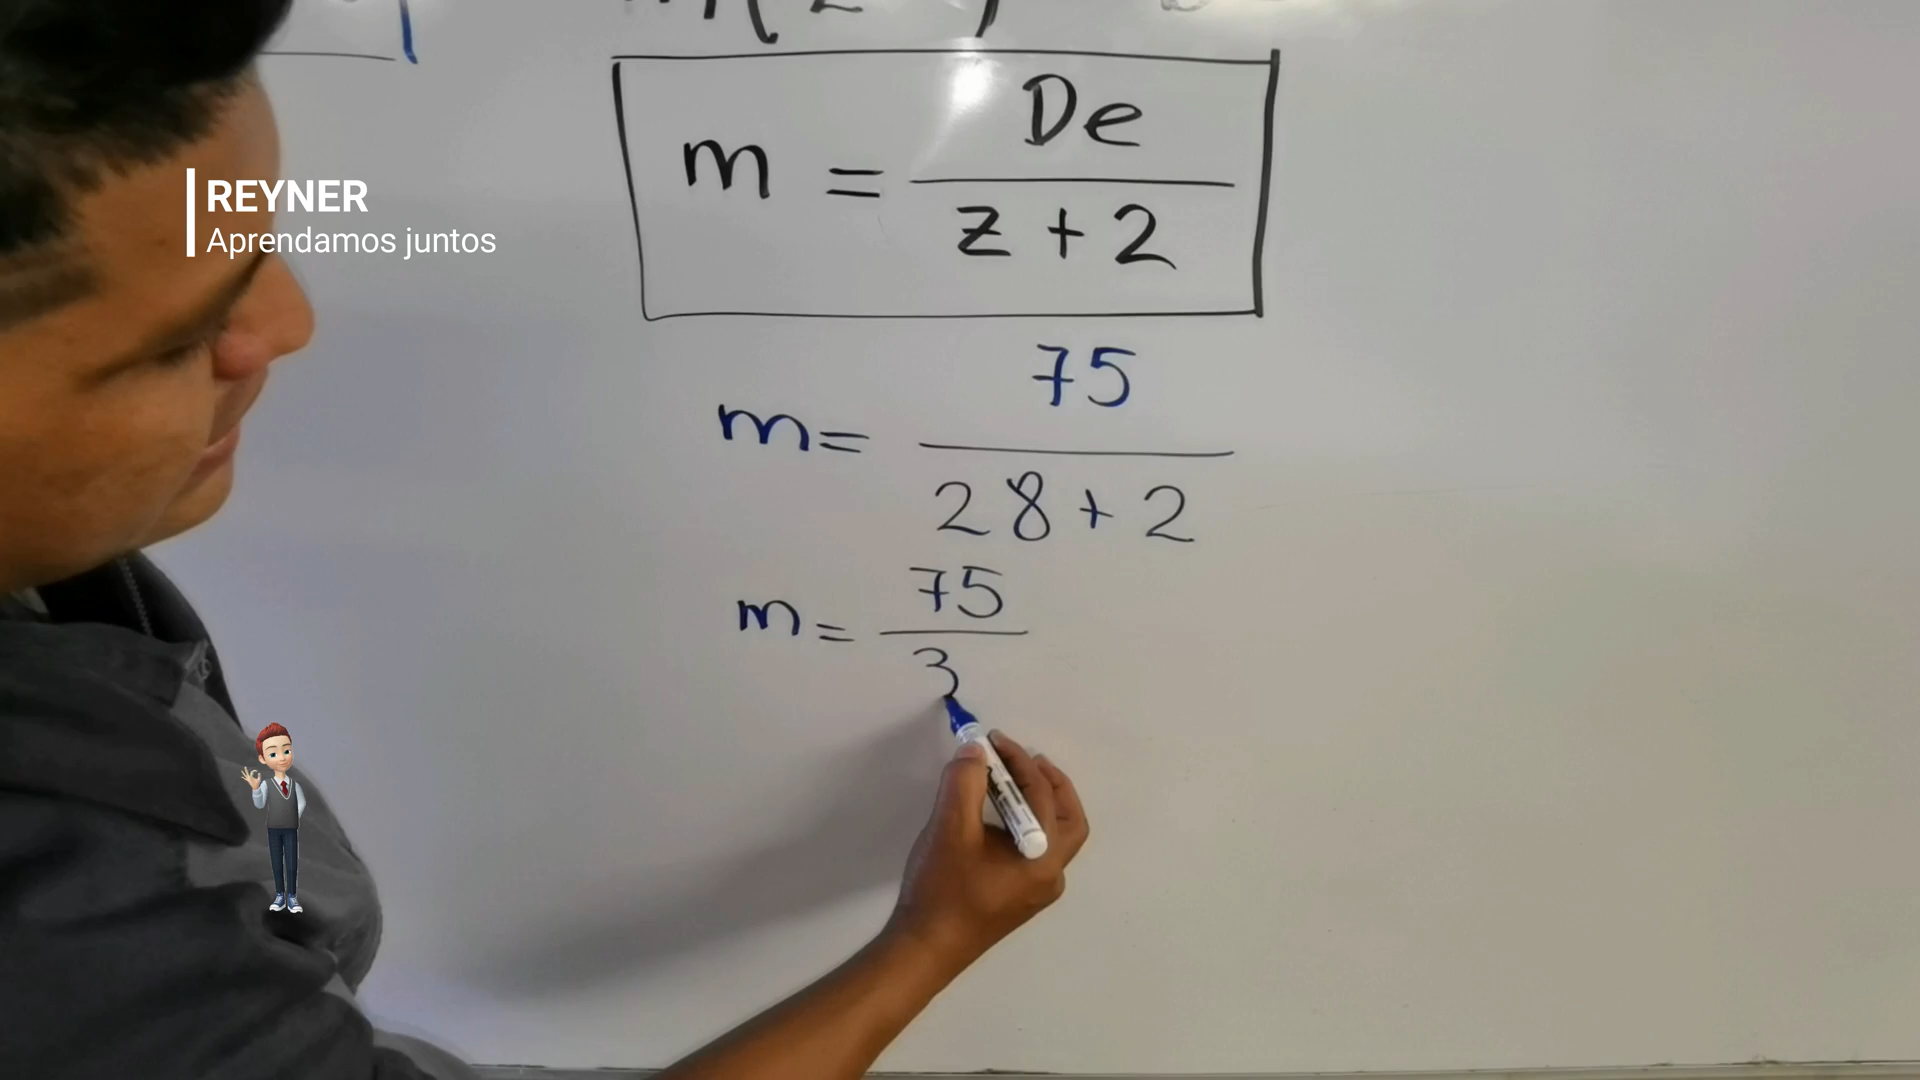 m = De / z + 2
REYNER
Aprendamos juntos
m = 75 / 28 + 2
m = 75 / 3